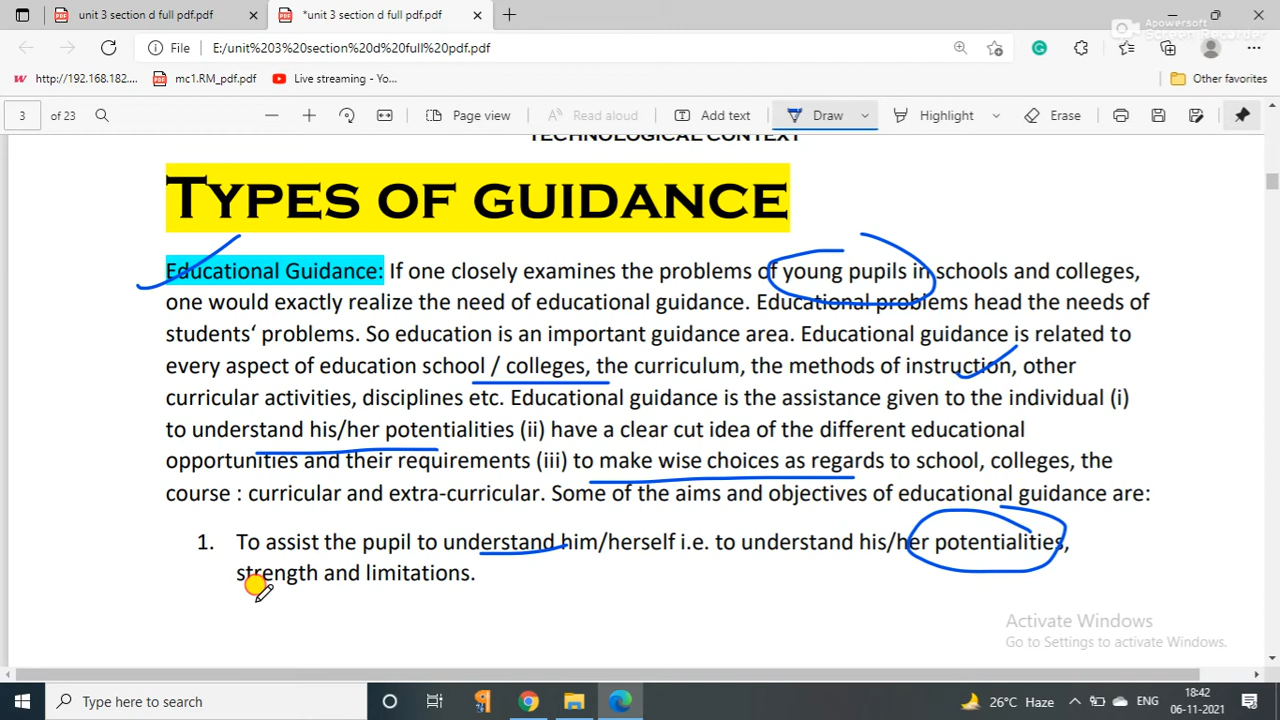 unit 3 section d full pdf.pdf
*unit 3 section d full pdf.pdf
Apowersoft
Screen Recorder
File
E:/unit%203%20section%20d%20full%20pdf.pdf
http://192.168.182....
mc1.RM_pdf.pdf
Live streaming - Yo...
Other favorites
3 of 23
Page view
Read aloud
Add text
Draw
Highlight
Erase
TECHNOLOGICAL CONTEXT
TYPES OF GUIDANCE
Educational Guidance: If one closely examines the problems of young pupils in schools and colleges,
one would exactly realize the need of educational guidance. Educational problems head the needs of
students‘ problems. So education is an important guidance area. Educational guidance is related to
every aspect of education school / colleges, the curriculum, the methods of instruction, other
curricular activities, disciplines etc. Educational guidance is the assistance given to the individual (i)
to understand his/her potentialities (ii) have a clear cut idea of the different educational
opportunities and their requirements (iii) to make wise choices as regards to school, colleges, the
course : curricular and extra-curricular. Some of the aims and objectives of educational guidance are:
1. To assist the pupil to understand him/herself i.e. to understand his/her potentialities,
strength and limitations.
Activate Windows
Go to Settings to activate Windows.
Type here to search
26°C Haze
ENG
18:42
06-11-2021